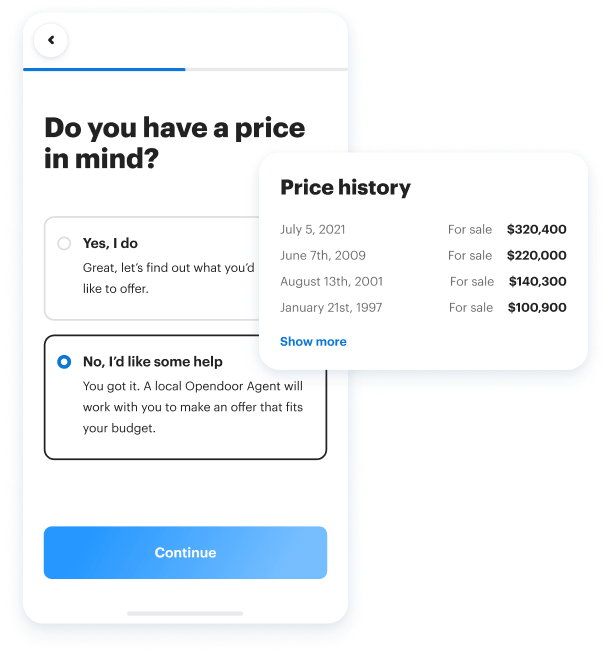 Do you have a price
in mind?
Yes, I do
Great, let’s find out what you’d
like to offer.
No, I’d like some help
You got it. A local Opendoor Agent will
work with you to make an offer that fits
your budget.
Continue
Price history
July 5, 2021 For sale $320,400
June 7th, 2009 For sale $220,000
August 13th, 2001 For sale $140,300
January 21st, 1997 For sale $100,900
Show more